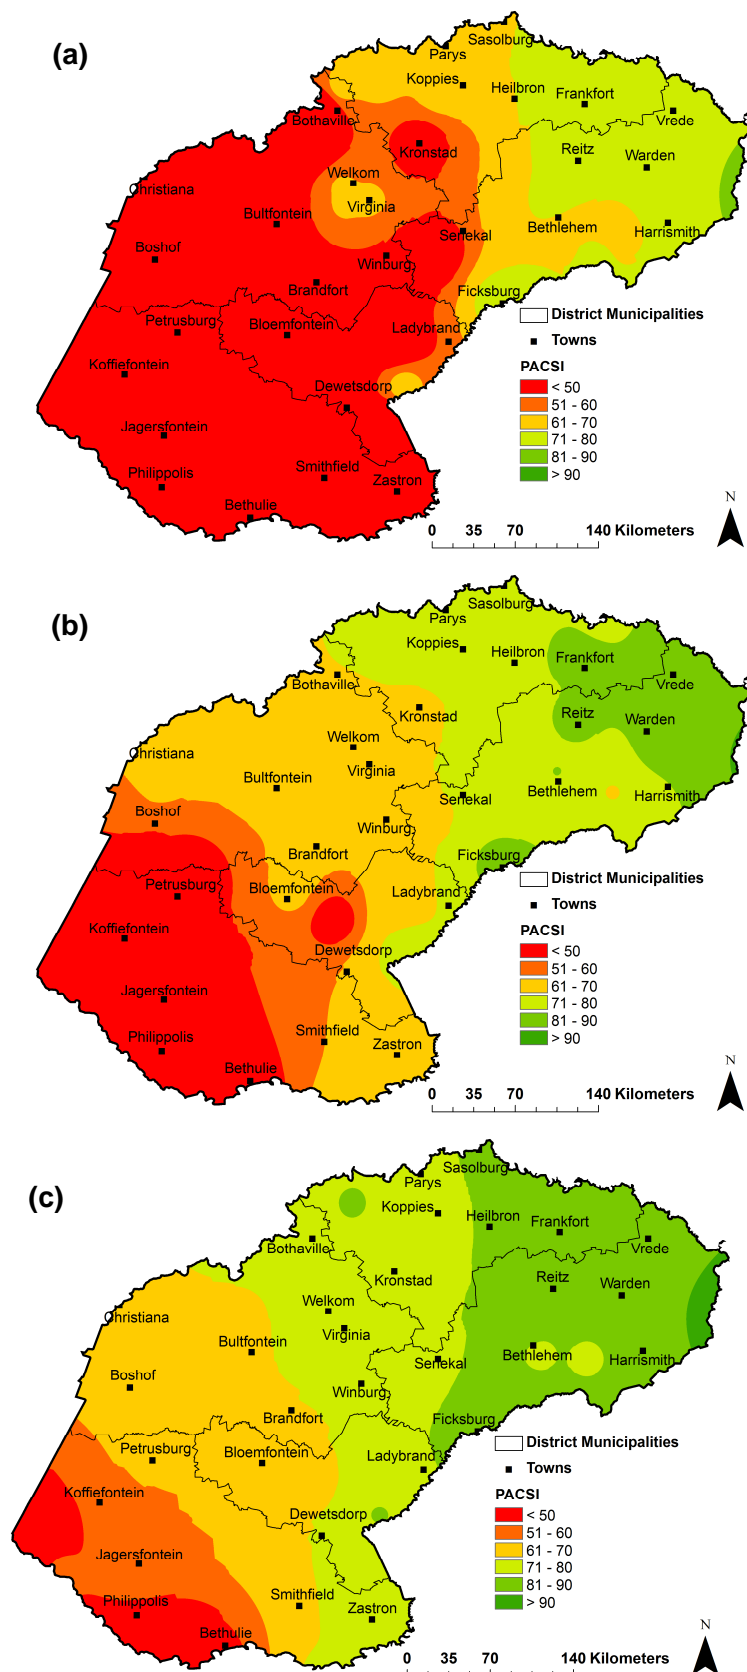 (a)
Sasolburg
Parys
Koppies
Heilbron
Frankfort
Bothaville
Vrede
Kronstad
Reitz
Warden
Welkom
Christiana
Virginia
Bultfontein
Bethlehem
Harrismith
Senekal
Boshof
Winburg
Brandfort
Ficksburg
Petrusburg
Bloemfontein
Ladybrand
Koffiefontein
Dewetsdorp
Jagersfontein
Philippolis
Smithfield
Zastron
Bethulie
District Municipalities
Towns
PACSI
< 50
51 - 60
61 - 70
71 - 80
81 - 90
> 90
N
0 35 70 140 Kilometers
(b)
Sasolburg
Parys
Koppies
Heilbron
Frankfort
Bothaville
Vrede
Kronstad
Reitz
Warden
Welkom
Christiana
Virginia
Bultfontein
Bethlehem
Harrismith
Senekal
Boshof
Winburg
Brandfort
Ficksburg
Petrusburg
Bloemfontein
Ladybrand
Koffiefontein
Dewetsdorp
Jagersfontein
Philippolis
Smithfield
Zastron
Bethulie
District Municipalities
Towns
PACSI
< 50
51 - 60
61 - 70
71 - 80
81 - 90
> 90
N
0 35 70 140 Kilometers
(c)
Sasolburg
Parys
Koppies
Heilbron
Frankfort
Bothaville
Vrede
Kronstad
Reitz
Warden
Welkom
Christiana
Virginia
Bultfontein
Bethlehem
Harrismith
Senekal
Boshof
Winburg
Brandfort
Ficksburg
Petrusburg
Bloemfontein
Ladybrand
Koffiefontein
Dewetsdorp
Jagersfontein
Philippolis
Smithfield
Zastron
Bethulie
District Municipalities
Towns
PACSI
< 50
51 - 60
61 - 70
71 - 80
81 - 90
> 90
N
0 35 70 140 Kilometers